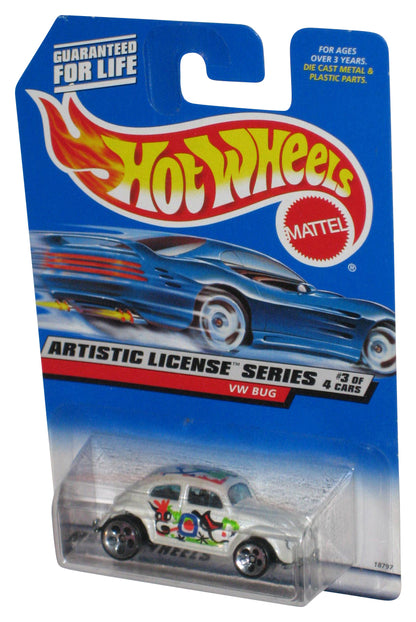 GUARANTEED
FOR LIFE
FOR AGES
OVER 3 YEARS.
DIE CAST METAL &
PLASTIC PARTS.
HOT WHEELS
MATTEL
®
ARTISTIC LICENSE™ SERIES #3 OF
4 CARS
VW BUG
WHEELS
18797